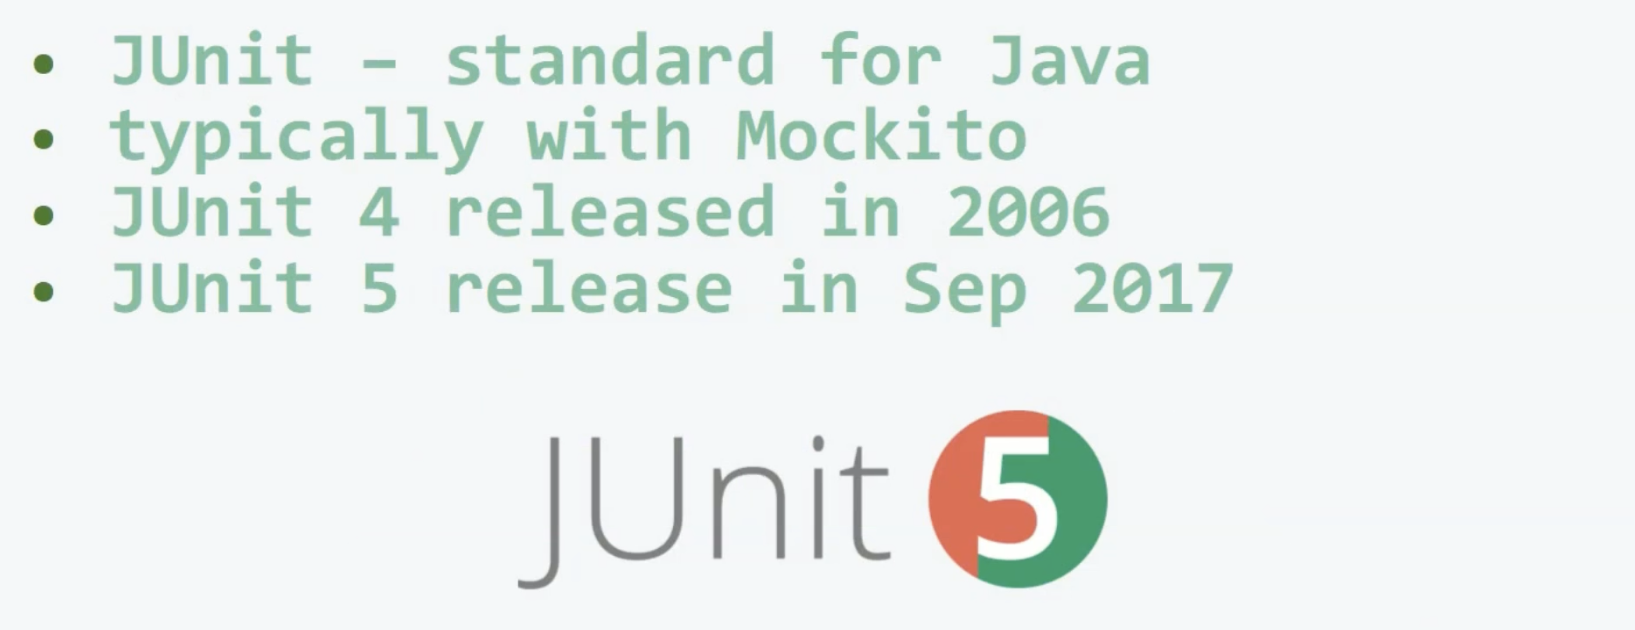 • JUnit – standard for Java
• typically with Mockito
• JUnit 4 released in 2006
• JUnit 5 release in Sep 2017
JUnit 5